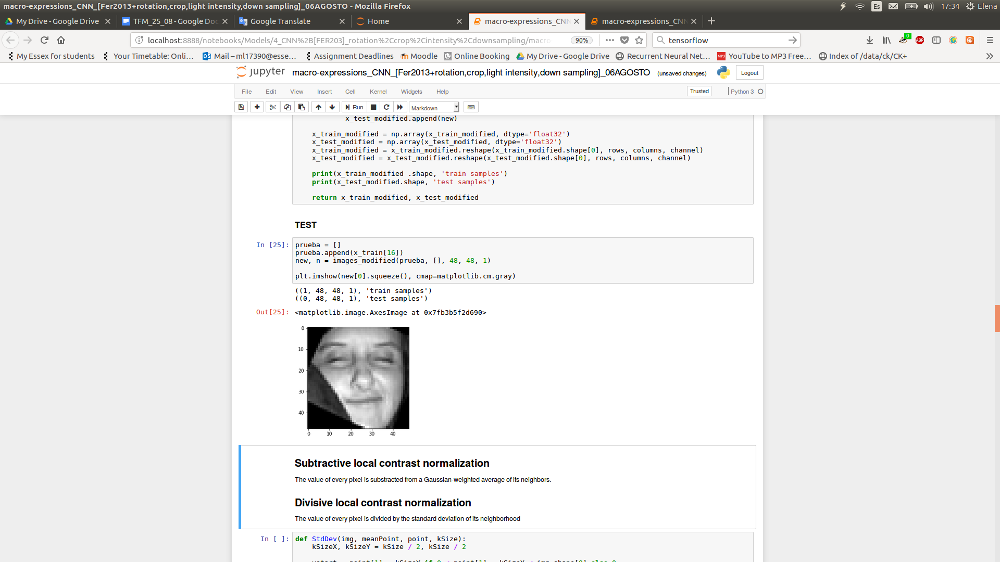 macro-expressions_CNN_[Fer2013+rotation,crop,light intensity,down sampling]_06AGOSTO - Mozilla Firefox
Es 17:34 Elena
My Drive - Google Drive TFM_25_08 - Google Doc Google Translate Home macro-expressions_CNN macro-expressions_CNN
localhost:8888/notebooks/Models/4_CNN%2B[FER203]_rotation%2Ccrop%2Cintensity%2Cdownsampling/macro 90% tensorflow 0 ABP
My Essex for students Your Timetable: Onli… Mail – ml17390@esse… Assignment Deadlines Moodle Online Booking My Drive - Google Drive Recurrent Neural Net… MP3 YouTube to MP3 Free… Index of /data/ck/CK+
jupyter macro-expressions_CNN_[Fer2013+rotation,crop,light intensity,down sampling]_06AGOSTO (unsaved changes) Logout
File Edit View Insert Cell Kernel Widgets Help Trusted Python 3
Run Markdown
x_test_modified.append(new)
x_train_modified = np.array(x_train_modified, dtype='float32')
x_test_modified = np.array(x_test_modified, dtype='float32')
x_train_modified = x_train_modified.reshape(x_train_modified.shape[0], rows, columns, channel)
x_test_modified = x_test_modified.reshape(x_test_modified.shape[0], rows, columns, channel)
print(x_train_modified .shape, 'train samples')
print(x_test_modified.shape, 'test samples')
return x_train_modified, x_test_modified
TEST
In [25]: prueba = []
prueba.append(x_train[16])
new, n = images_modified(prueba, [], 48, 48, 1)
plt.imshow(new[0].squeeze(), cmap=matplotlib.cm.gray)
((1, 48, 48, 1), 'train samples')
((0, 48, 48, 1), 'test samples')
Out[25]: <matplotlib.image.AxesImage at 0x7fb3b5f2d690>
0
10
20
30
40
0 10 20 30 40
Subtractive local contrast normalization
The value of every pixel is substracted from a Gaussian-weighted average of its neighbors.
Divisive local contrast normalization
The value of every pixel is divided by the standard deviation of its neighborhood
In [ ]: def StdDev(img, meanPoint, point, kSize):
kSizeX, kSizeY = kSize / 2, kSize / 2